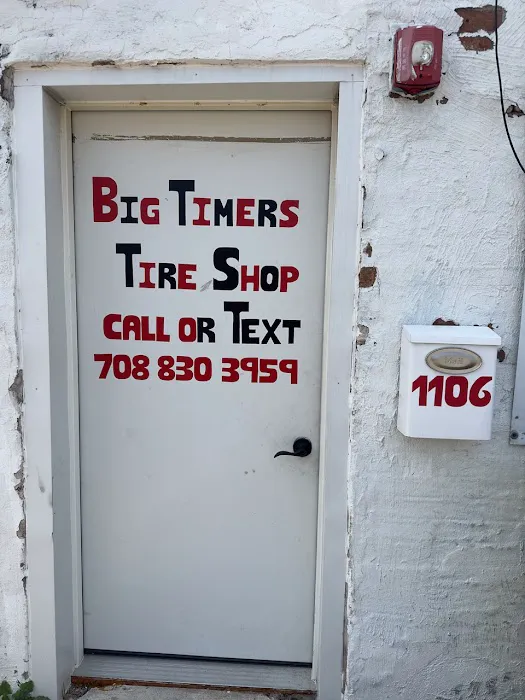 BIG TIMERS
TIRE SHOP
CALL OR TEXT
708 830 3959
1106